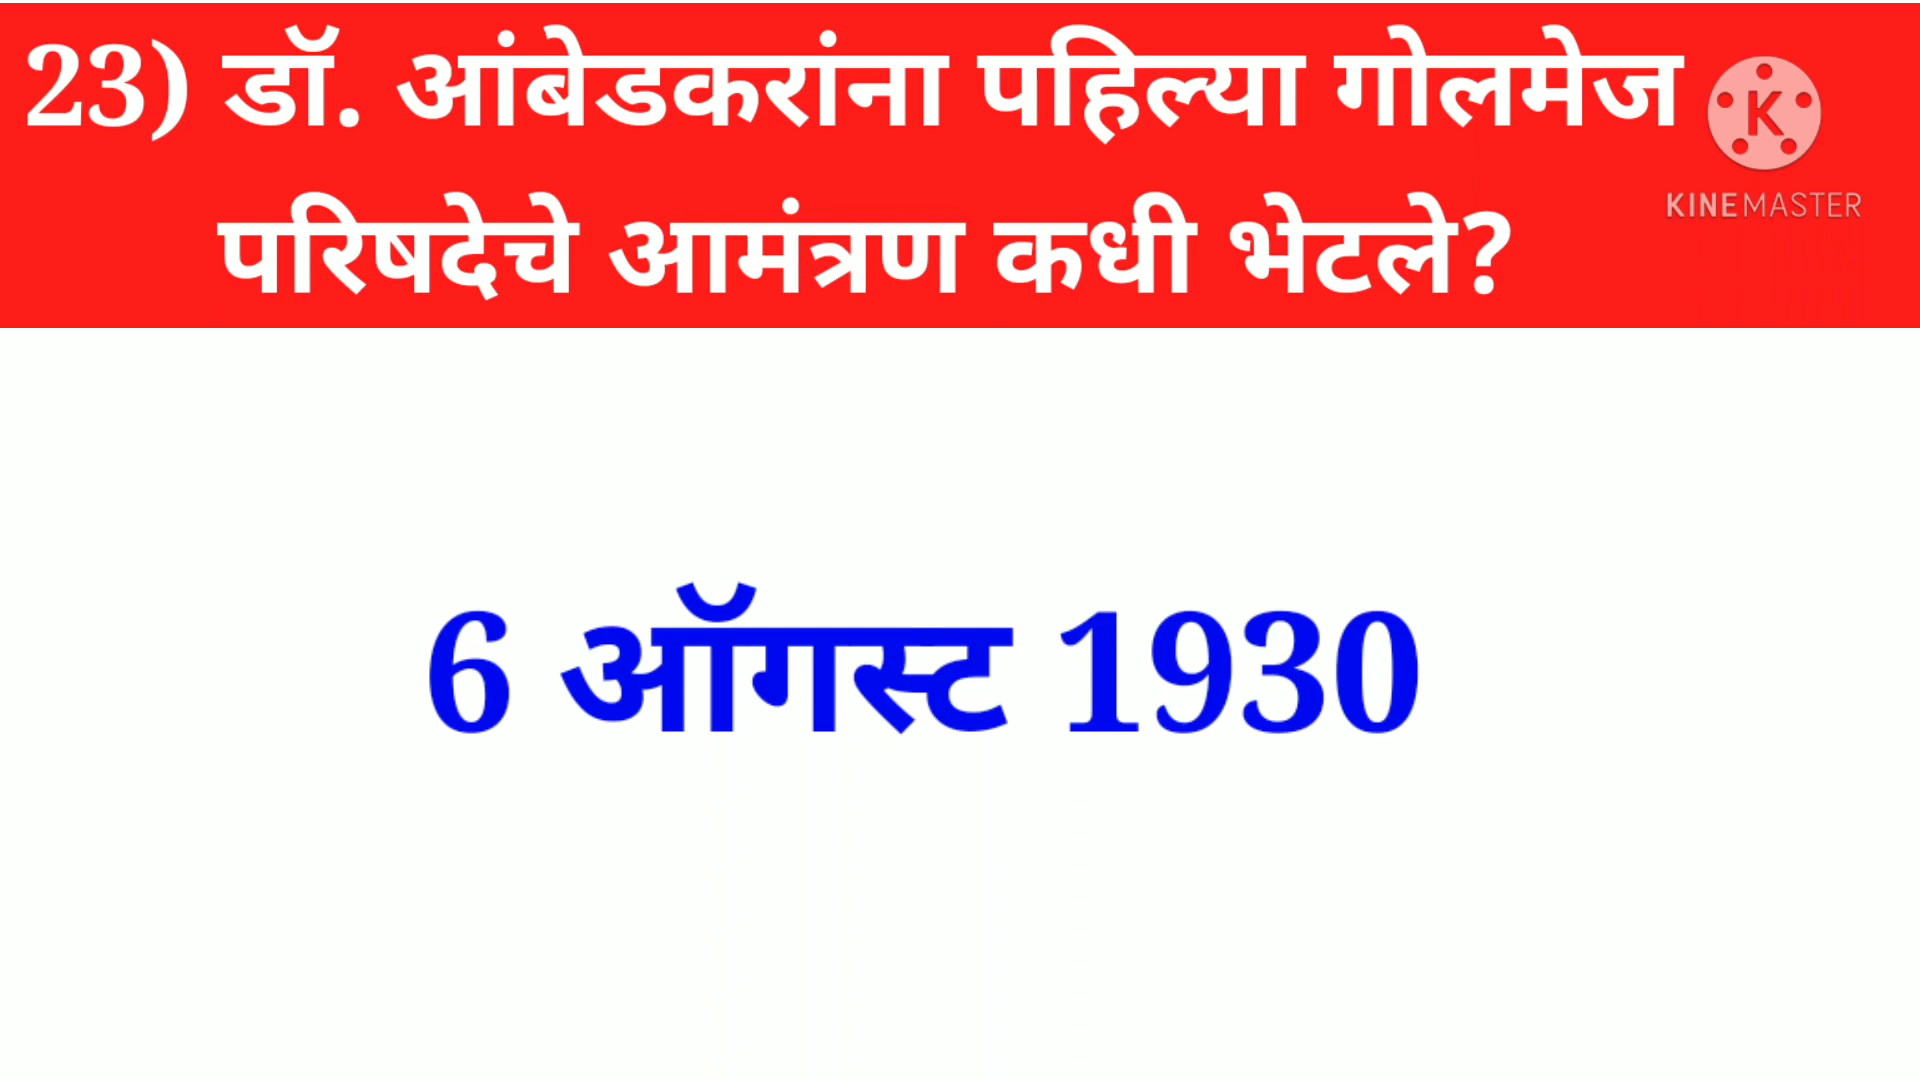 23) डॉ. आंबेडकरांना पहिल्या गोलमेज
परिषदेचे आमंत्रण कधी भेटले?
K
KINEMASTER
6 ऑगस्ट 1930